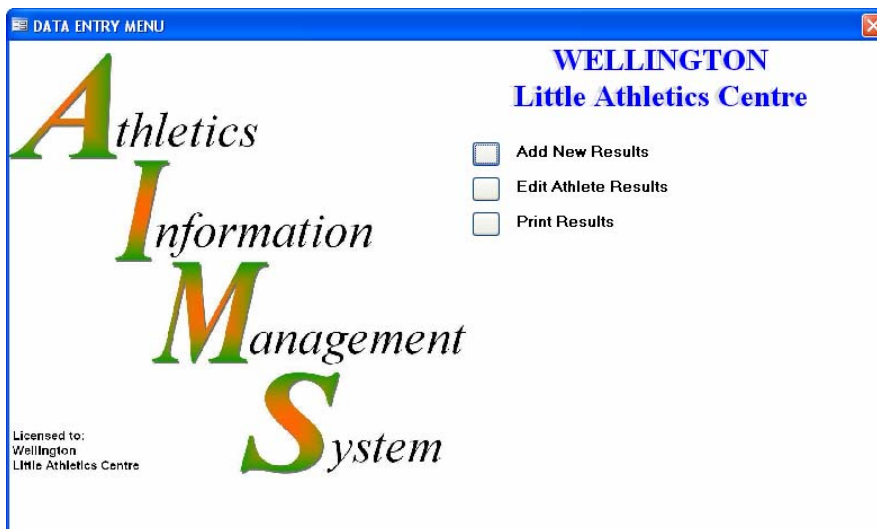 DATA ENTRY MENU
WELLINGTON
Little Athletics Centre
Athletics
Information
Management
System
Add New Results
Edit Athlete Results
Print Results
Licensed to:
Wellington
Little Athletics Centre